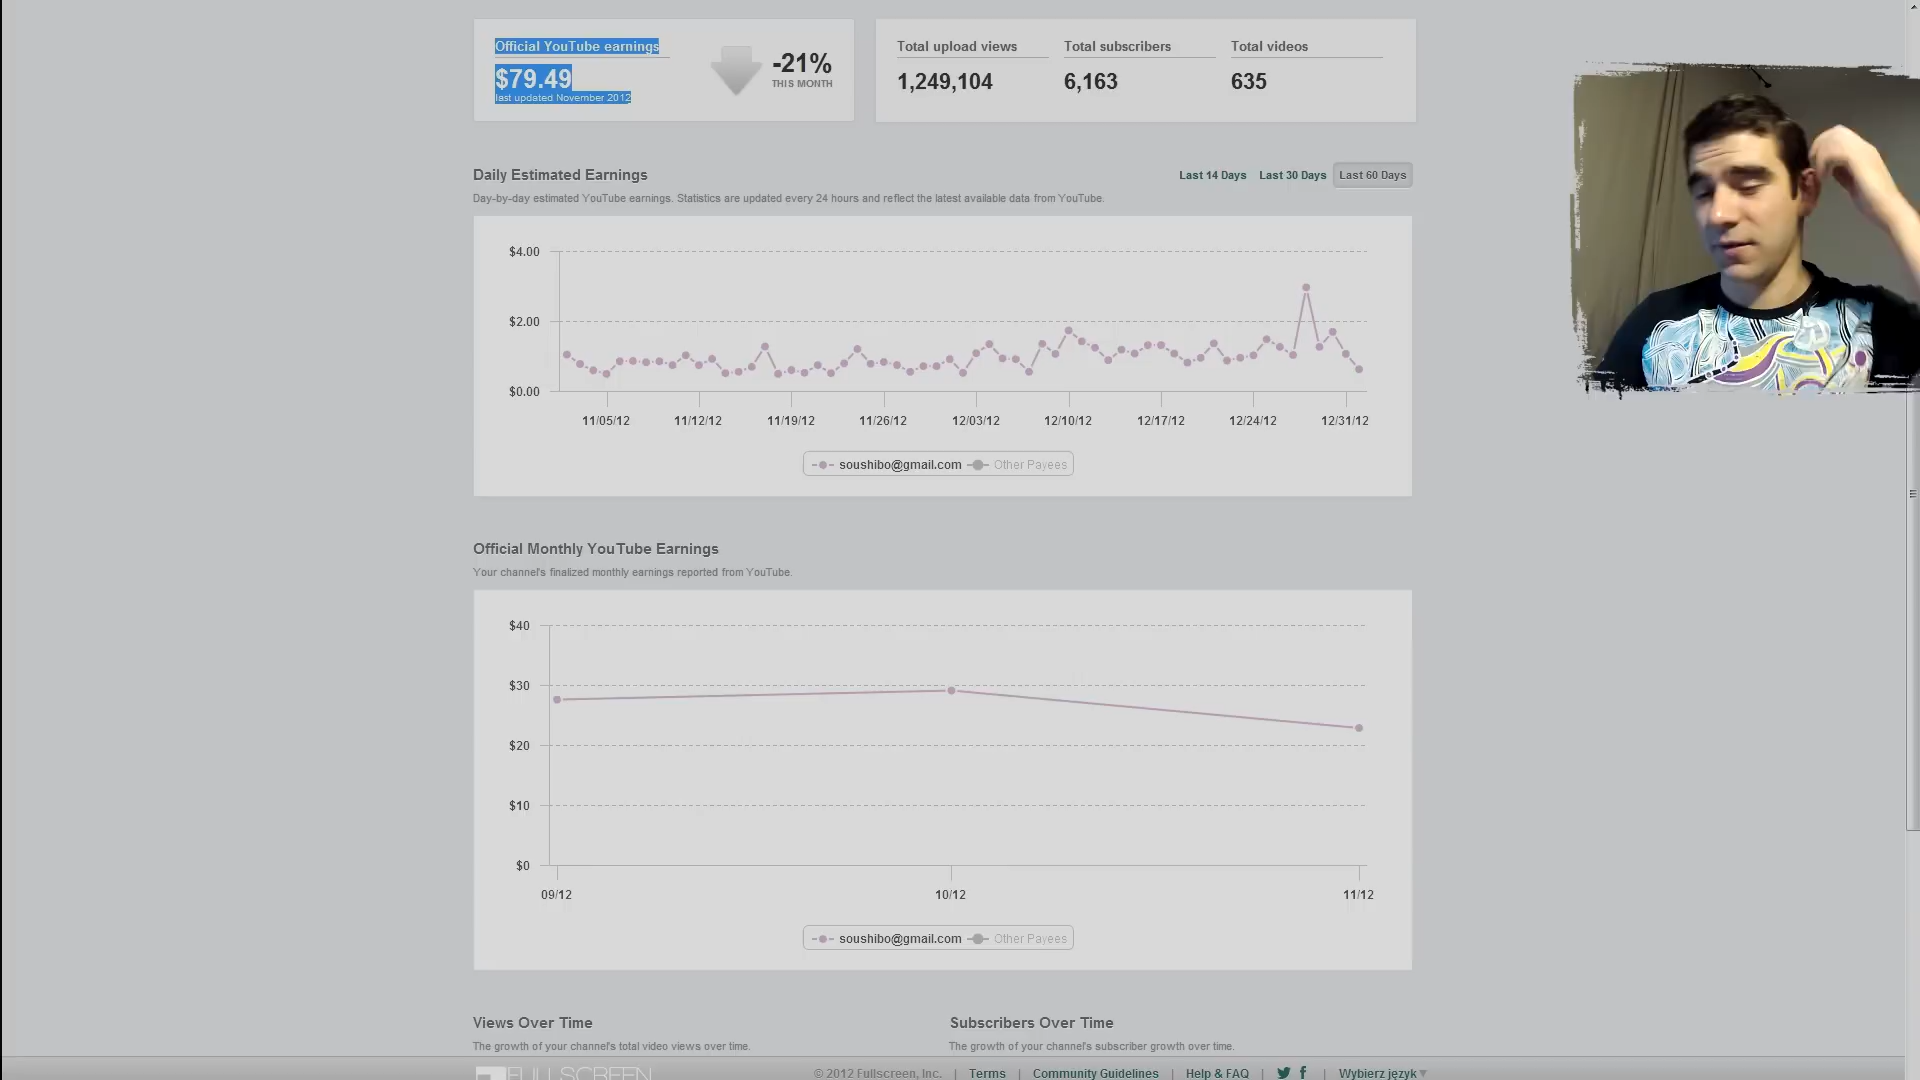 Official YouTube earnings
$79.49
last updated November 2012
-21%
THIS MONTH
Total upload views
1,249,104
Total subscribers
6,163
Total videos
635
Daily Estimated Earnings
Last 14 Days
Last 30 Days
Last 60 Days
Day-by-day estimated YouTube earnings. Statistics are updated every 24 hours and reflect the latest available data from YouTube.
$4.00
$2.00
$0.00
11/05/12
11/12/12
11/19/12
11/26/12
12/03/12
12/10/12
12/17/12
12/24/12
12/31/12
soushibo@gmail.com
Other Payees
Official Monthly YouTube Earnings
Your channel's finalized monthly earnings reported from YouTube.
$40
$30
$20
$10
$0
09/12
10/12
11/12
soushibo@gmail.com
Other Payees
Views Over Time
The growth of your channel's total video views over time.
Subscribers Over Time
The growth of your channel's subscriber growth over time.
FULLSCREEN
© 2012 Fullscreen, Inc. | Terms | Community Guidelines | Help & FAQ | | Wybierz język